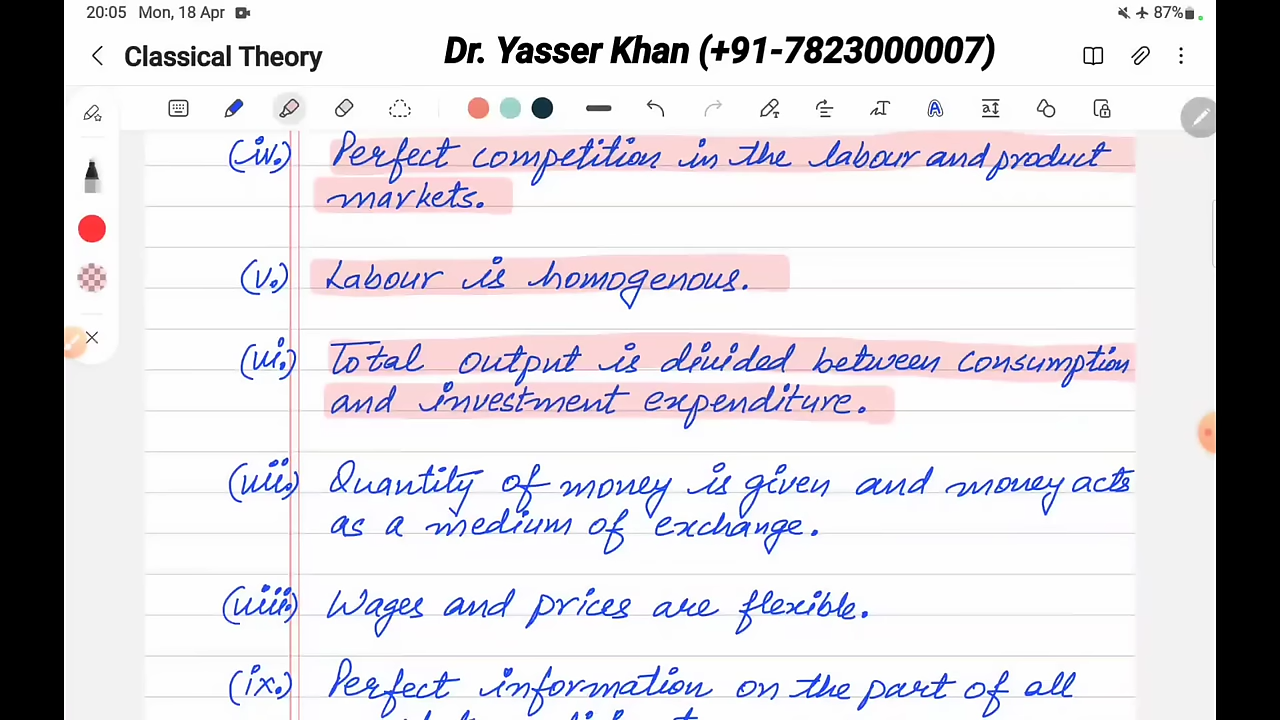 20:05 Mon, 18 Apr
87%
Classical Theory
Dr. Yasser Khan (+91-7823000007)
(iv.) Perfect competition in the labour and product
markets.
(v.) Labour is homogenous.
(vi.) Total output is divided between consumption
and investment expenditure.
(vii.) Quantity of money is given and money acts
as a medium of exchange.
(viii.) Wages and prices are flexible.
(ix.) Perfect information on the part of all